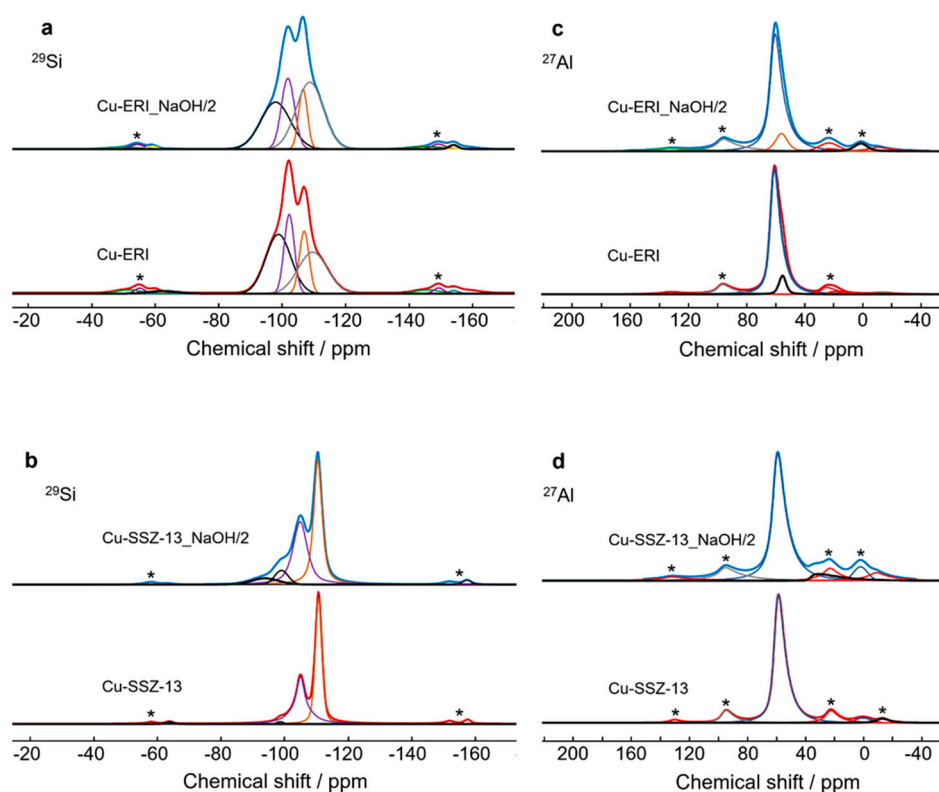 a
²⁹Si
Cu-ERI_NaOH/2
*
*
Cu-ERI
*
*
-20 -40 -60 -80 -100 -120 -140 -160
Chemical shift / ppm
c
²⁷Al
Cu-ERI_NaOH/2
* * * *
Cu-ERI
* *
200 160 120 80 40 0 -40
Chemical shift / ppm
b
²⁹Si
Cu-SSZ-13_NaOH/2
* *
Cu-SSZ-13
* *
-20 -40 -60 -80 -100 -120 -140 -160
Chemical shift / ppm
d
²⁷Al
Cu-SSZ-13_NaOH/2
* * * *
Cu-SSZ-13
* * * *
200 160 120 80 40 0 -40
Chemical shift / ppm